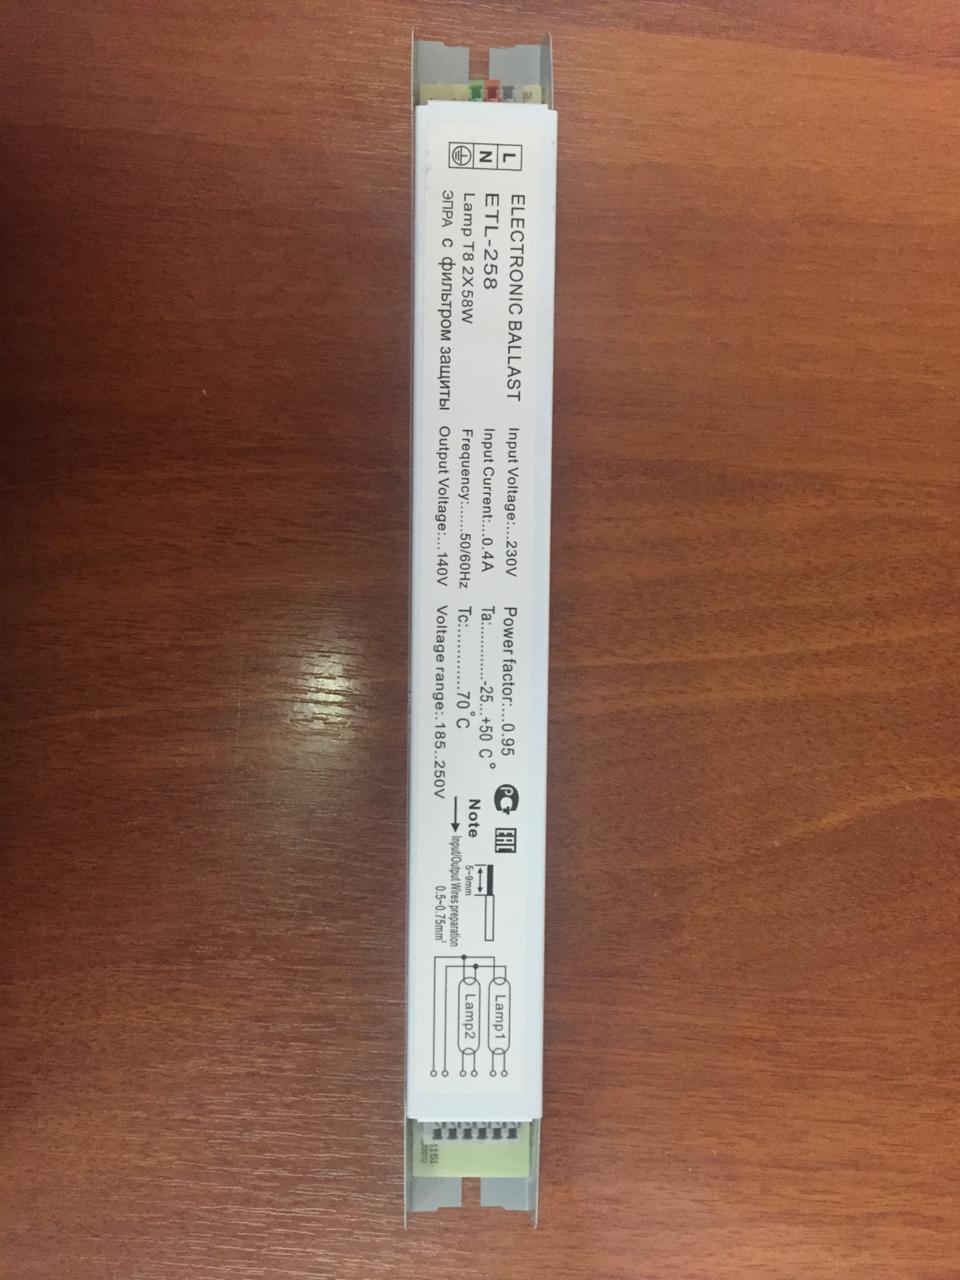 L
N
ELECTRONIC BALLAST
ETL-258
Lamp T8 2X58W
ЭПРА с фильтром защиты
Input Voltage:...230V
Input Current:...0.4A
Frequency:......50/60Hz
Output Voltage:...140V
Power factor:....0.95
Ta:............-25...+50 C°
Tc:............70°C
Voltage range:..185..250V
PC
EAC
Note
5~9mm
Input/Output Wires preparation
0.5~0.75mm²
Lamp1
Lamp2